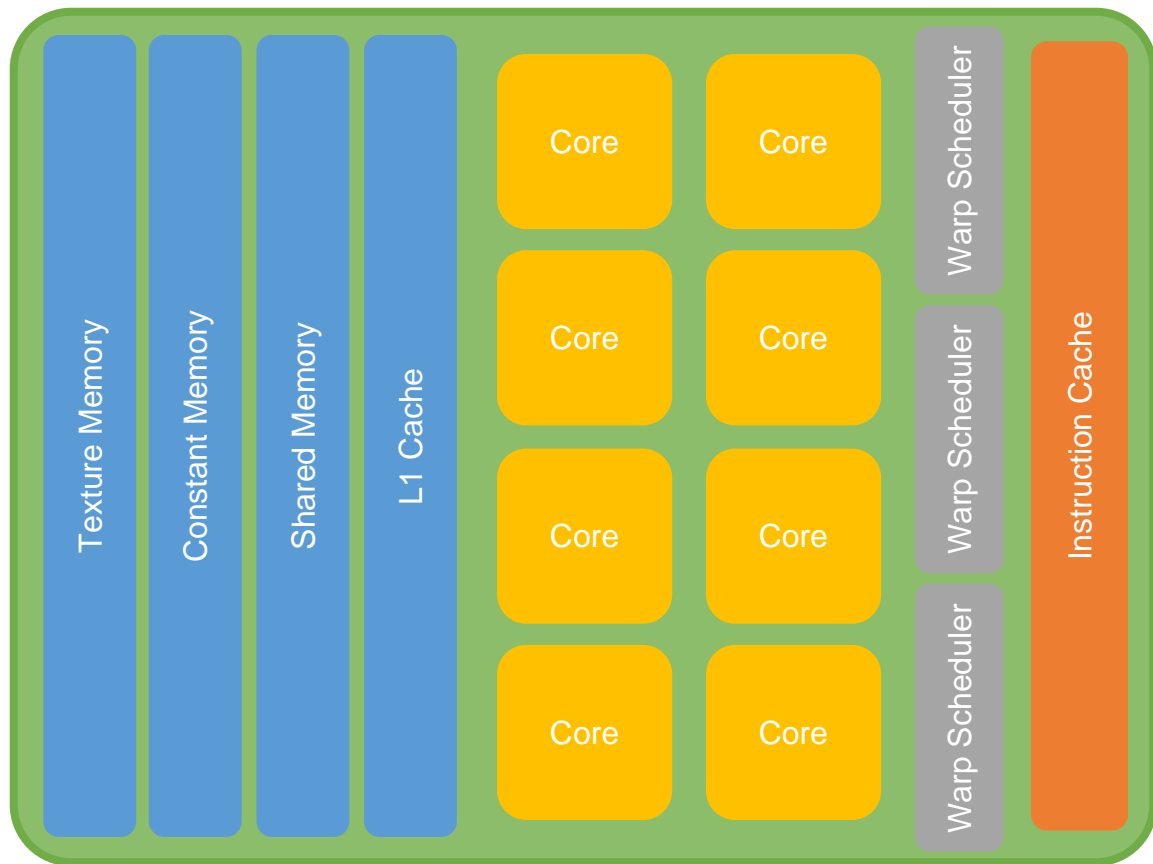 Texture Memory
Constant Memory
Shared Memory
L1 Cache
Core
Core
Core
Core
Core
Core
Core
Core
Warp Scheduler
Warp Scheduler
Warp Scheduler
Instruction Cache